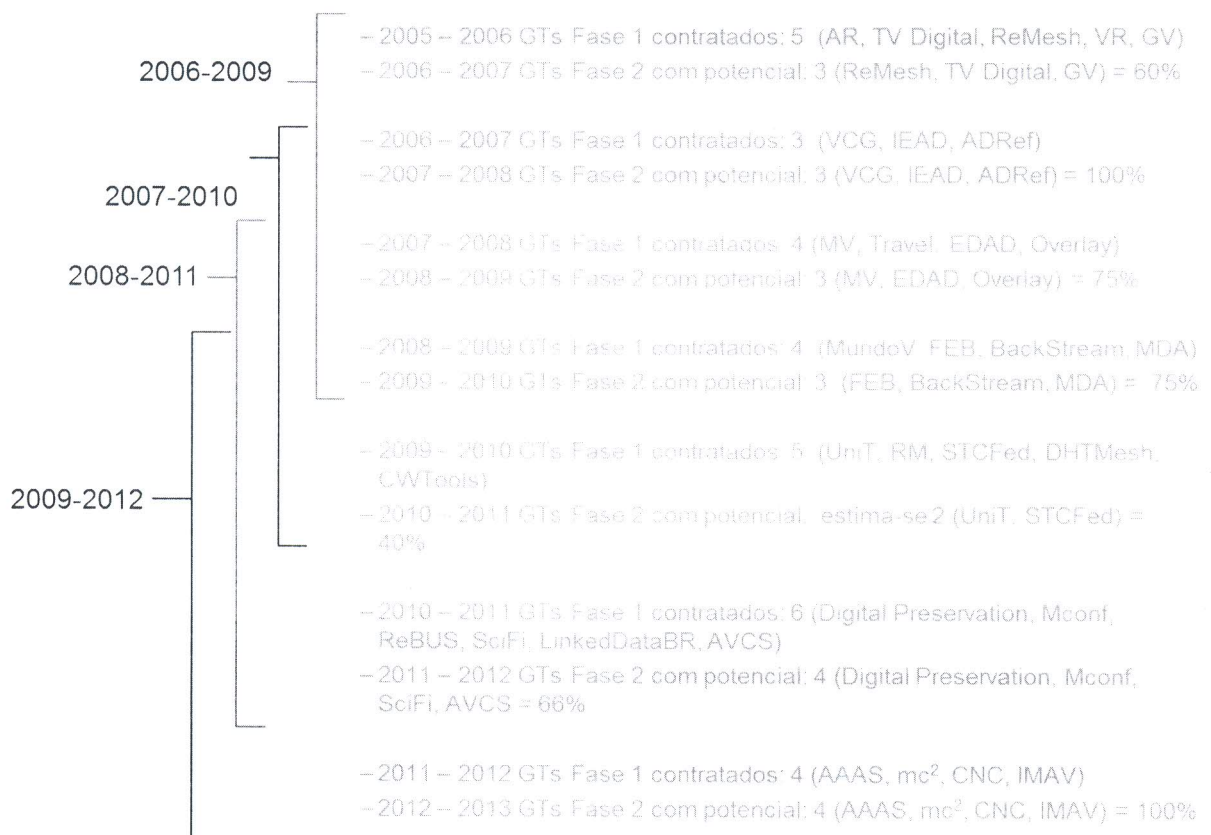 2006-2009
– 2005 – 2006 GTs Fase 1 contratados: 5 (AR, TV Digital, ReMesh, VR, GV)
– 2006 – 2007 GTs Fase 2 com potencial: 3 (ReMesh, TV Digital, GV) = 60%
2007-2010
– 2006 – 2007 GTs Fase 1 contratados: 3 (VCG, IEAD, ADRef)
– 2007 – 2008 GTs Fase 2 com potencial: 3 (VCG, IEAD, ADRef) = 100%
2008-2011
– 2007 – 2008 GTs Fase 1 contratados: 4 (MV, Travel, EDAD, Overlay)
– 2008 – 2009 GTs Fase 2 com potencial: 3 (MV, EDAD, Overlay) = 75%
– 2008 – 2009 GTs Fase 1 contratados: 4 (MundoV, FEB, BackStream, MDA)
– 2009 – 2010 GTs Fase 2 com potencial: 3 (FEB, BackStream, MDA) = 75%
2009-2012
– 2009 – 2010 GTs Fase 1 contratados: 5 (UniT, RM, STCFed, DHTMesh,
CWTools)
– 2010 – 2011 GTs Fase 2 com potencial: estima-se 2 (UniT, STCFed) =
40%
– 2010 – 2011 GTs Fase 1 contratados: 6 (Digital Preservation, Mconf,
ReBUS, SciFi, LinkedDataBR, AVCS)
– 2011 – 2012 GTs Fase 2 com potencial: 4 (Digital Preservation, Mconf,
SciFi, AVCS = 66%
– 2011 – 2012 GTs Fase 1 contratados: 4 (AAAS, mc², CNC, IMAV)
– 2012 – 2013 GTs Fase 2 com potencial: 4 (AAAS, mc², CNC, IMAV) = 100%